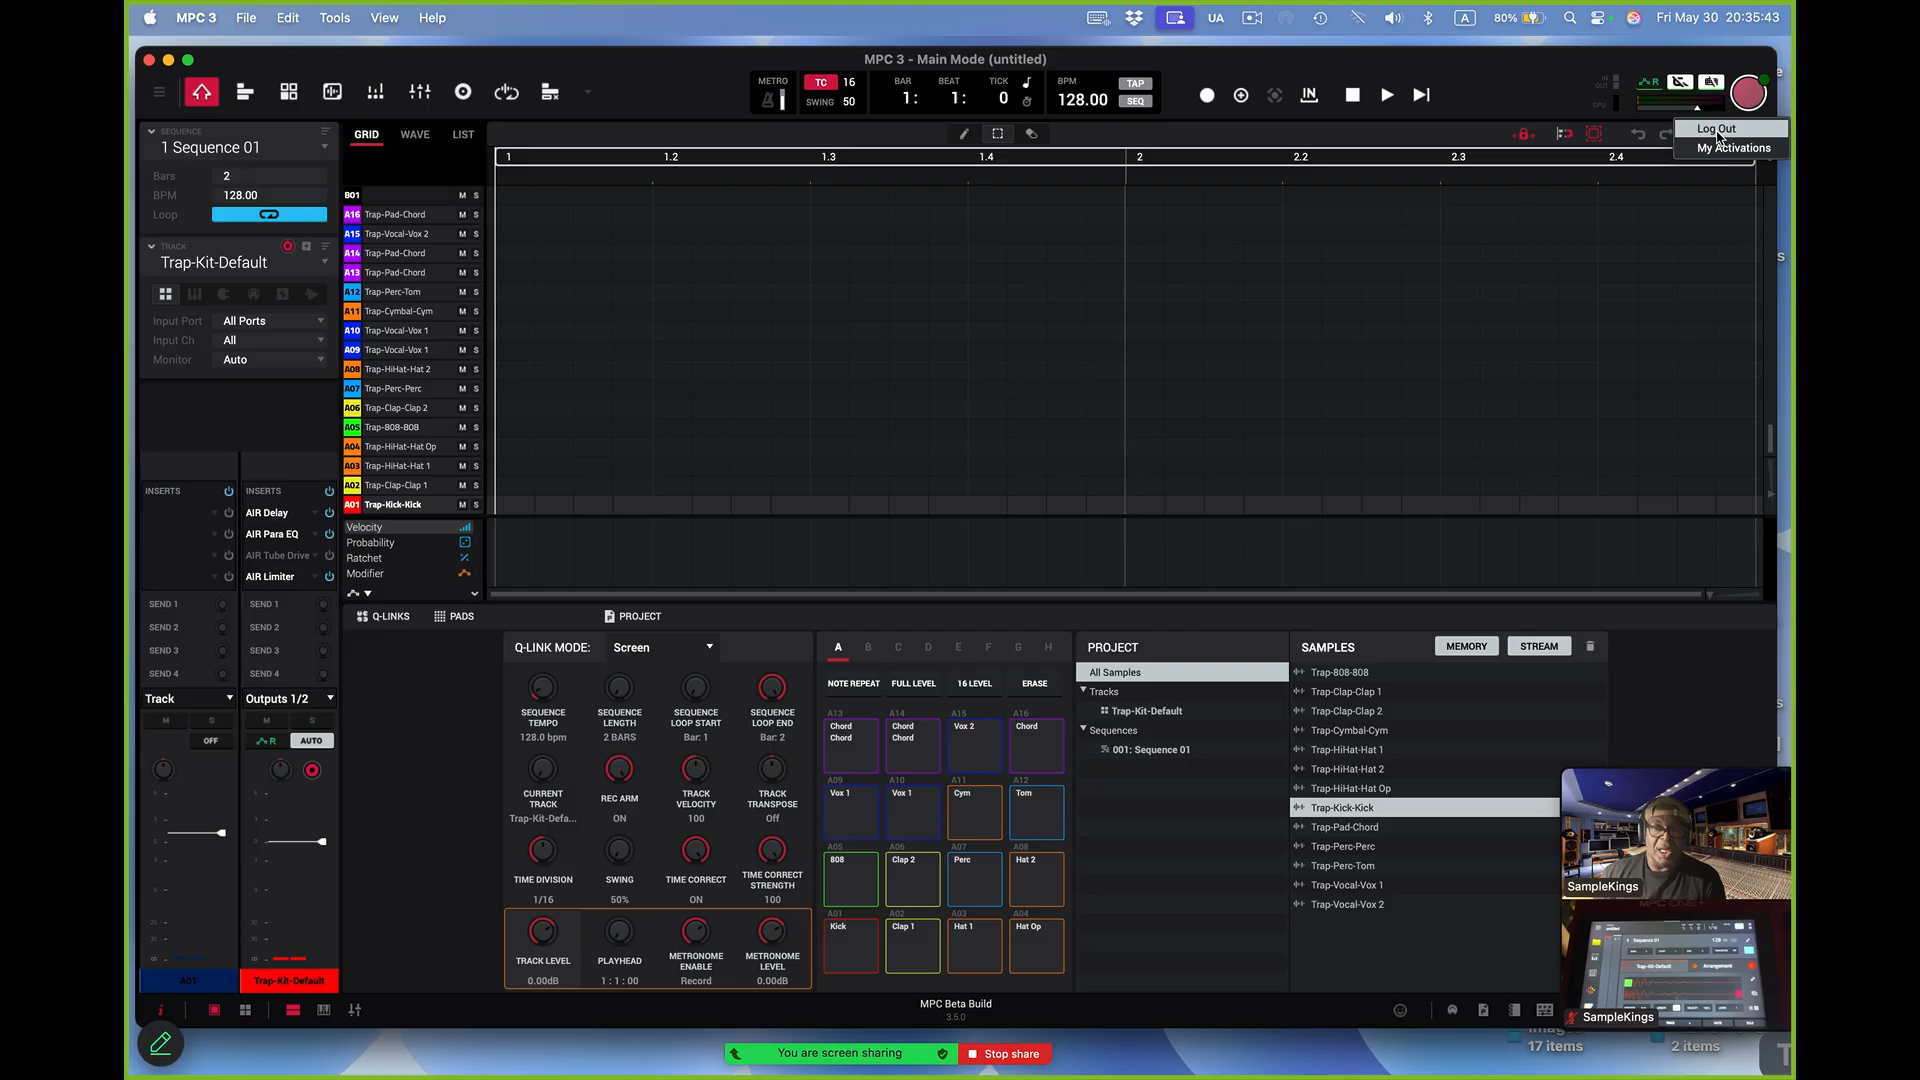 MPC 3 File Edit Tools View Help
UA A 80% Fri May 30 20:35:43
MPC 3 - Main Mode (untitled)
METRO TC 16 BAR BEAT TICK BPM TAP
SWING 50 1: 1: 0 128.00 SEQ
IN
IN
OUT
CPU
R
Log Out
My Activations
SEQUENCE
1 Sequence 01
Bars 2
BPM 128.00
Loop
TRACK
Trap-Kit-Default
Input Port All Ports
Input Ch All
Monitor Auto
GRID WAVE LIST
1 1.2 1.3 1.4 2 2.2 2.3 2.4
B01 M S
A16 Trap-Pad-Chord M S
A15 Trap-Vocal-Vox 2 M S
A14 Trap-Pad-Chord M S
A13 Trap-Pad-Chord M S
A12 Trap-Perc-Tom M S
A11 Trap-Cymbal-Cym M S
A10 Trap-Vocal-Vox 1 M S
A09 Trap-Vocal-Vox 1 M S
A08 Trap-HiHat-Hat 2 M S
A07 Trap-Perc-Perc M S
A06 Trap-Clap-Clap 2 M S
A05 Trap-808-808 M S
A04 Trap-HiHat-Hat Op M S
A03 Trap-HiHat-Hat 1 M S
A02 Trap-Clap-Clap 1 M S
A01 Trap-Kick-Kick M S
Velocity
Probability
Ratchet
Modifier
INSERTS INSERTS
AIR Delay
AIR Para EQ
AIR Tube Drive
AIR Limiter
SEND 1 SEND 1
SEND 2 SEND 2
SEND 3 SEND 3
SEND 4 SEND 4
Track Outputs 1/2
M S M S
OFF R AUTO
A01 Trap-Kit-Default
Q-LINKS PADS PROJECT
Q-LINK MODE: Screen
SEQUENCE TEMPO
128.0 bpm
SEQUENCE LENGTH
2 BARS
SEQUENCE LOOP START
Bar: 1
SEQUENCE LOOP END
Bar: 2
CURRENT TRACK
Trap-Kit-Defa...
REC ARM
ON
TRACK VELOCITY
100
TRACK TRANSPOSE
Off
TIME DIVISION
1/16
SWING
50%
TIME CORRECT
ON
TIME CORRECT STRENGTH
100
TRACK LEVEL
0.00dB
PLAYHEAD
1:1:00
METRONOME ENABLE
Record
METRONOME LEVEL
0.00dB
A B C D E F G H
NOTE REPEAT FULL LEVEL 16 LEVEL ERASE
A13 A14 A15 A16
Chord Chord Vox 2 Chord
Chord Chord
A09 A10 A11 A12
Vox 1 Vox 1 Cym Tom
A05 A06 A07 A08
808 Clap 2 Perc Hat 2
A01 A02 A03 A04
Kick Clap 1 Hat 1 Hat Op
PROJECT
All Samples
Tracks
Trap-Kit-Default
Sequences
001: Sequence 01
SAMPLES MEMORY STREAM
Trap-808-808
Trap-Clap-Clap 1
Trap-Clap-Clap 2
Trap-Cymbal-Cym
Trap-HiHat-Hat 1
Trap-HiHat-Hat 2
Trap-HiHat-Hat Op
Trap-Kick-Kick
Trap-Pad-Chord
Trap-Perc-Perc
Trap-Perc-Tom
Trap-Vocal-Vox 1
Trap-Vocal-Vox 2
SampleKings
MPC ONE+
Sequence 01
Trap-Kit-Default Arrangement
SampleKings
MPC Beta Build
3.5.0
You are screen sharing Stop share
17 items 2 items